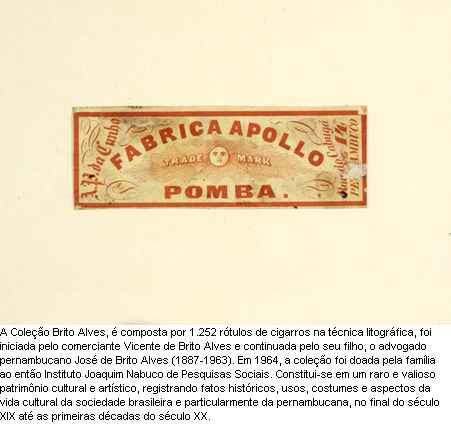 A.P. da Cunha
FABRICA APOLLO
TRADE MARK
POMBA.
Rua do Cabugá
14
PERNAMBUCO
A Coleção Brito Alves, é composta por 1.252 rótulos de cigarros na técnica litográfica, foi
iniciada pelo comerciante Vicente de Brito Alves e continuada pelo seu filho, o advogado
pernambucano José de Brito Alves (1887-1963). Em 1964, a coleção foi doada pela família
ao então Instituto Joaquim Nabuco de Pesquisas Sociais. Constitui-se em um raro e valioso
patrimônio cultural e artístico, registrando fatos históricos, usos, costumes e aspectos da
vida cultural da sociedade brasileira e particularmente da pernambucana, no final do século
XIX até as primeiras décadas do século XX.